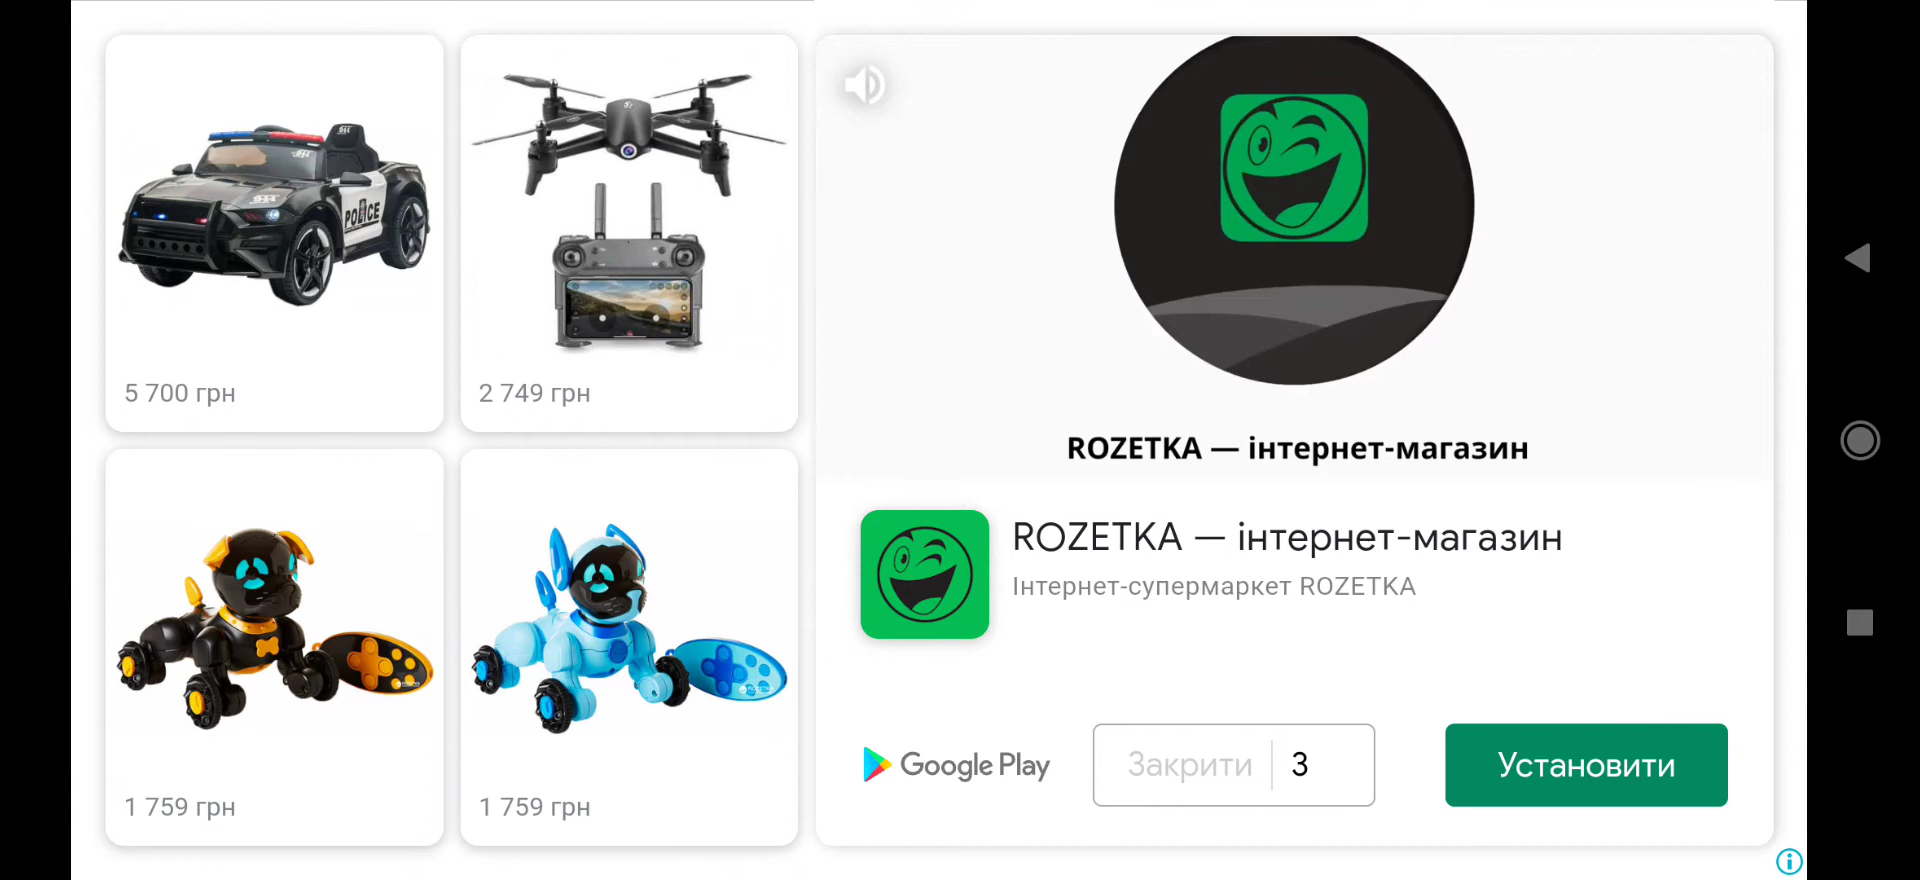 POLICE
5 700 грн
2 749 грн
1 759 грн
1 759 грн
ROZETKA — інтернет-магазин
ROZETKA — інтернет-магазин
Інтернет-супермаркет ROZETKA
Google Play
Закрити
3
Установити